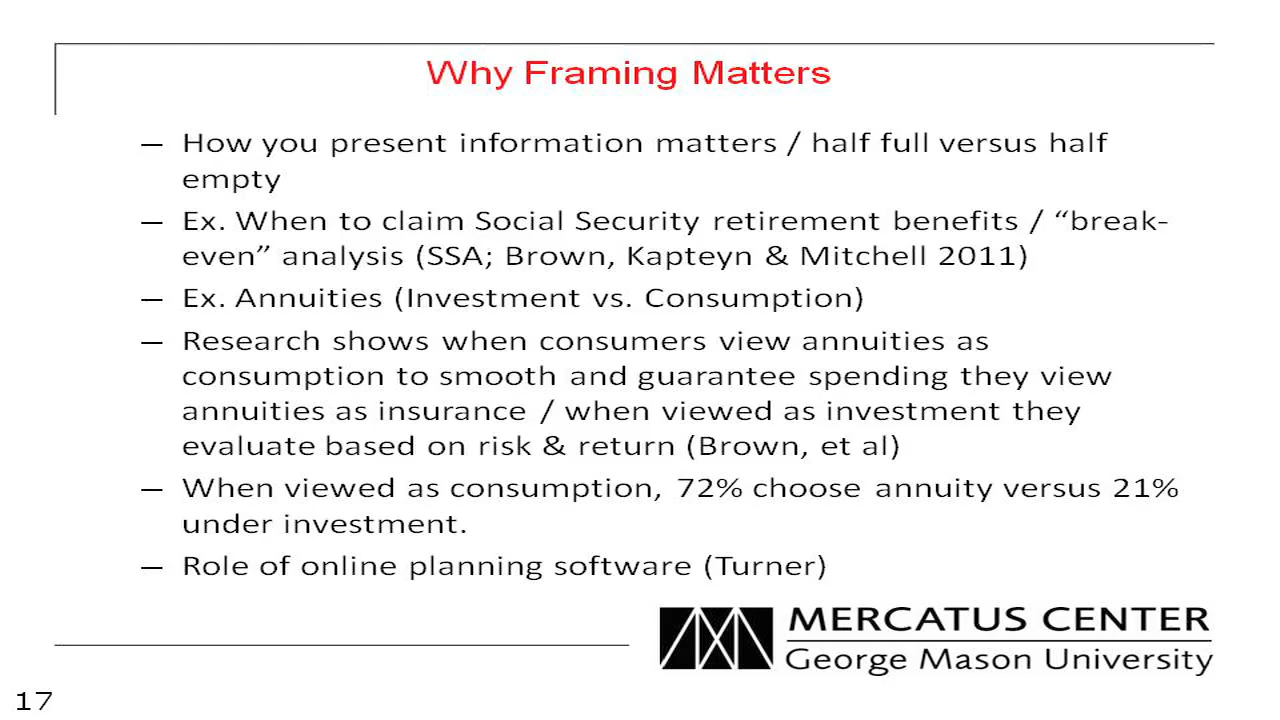 Why Framing Matters
— How you present information matters / half full versus half
empty
— Ex. When to claim Social Security retirement benefits / “break-
even” analysis (SSA; Brown, Kapteyn & Mitchell 2011)
— Ex. Annuities (Investment vs. Consumption)
— Research shows when consumers view annuities as
consumption to smooth and guarantee spending they view
annuities as insurance / when viewed as investment they
evaluate based on risk & return (Brown, et al)
— When viewed as consumption, 72% choose annuity versus 21%
under investment.
— Role of online planning software (Turner)
MERCATUS CENTER
George Mason University
17